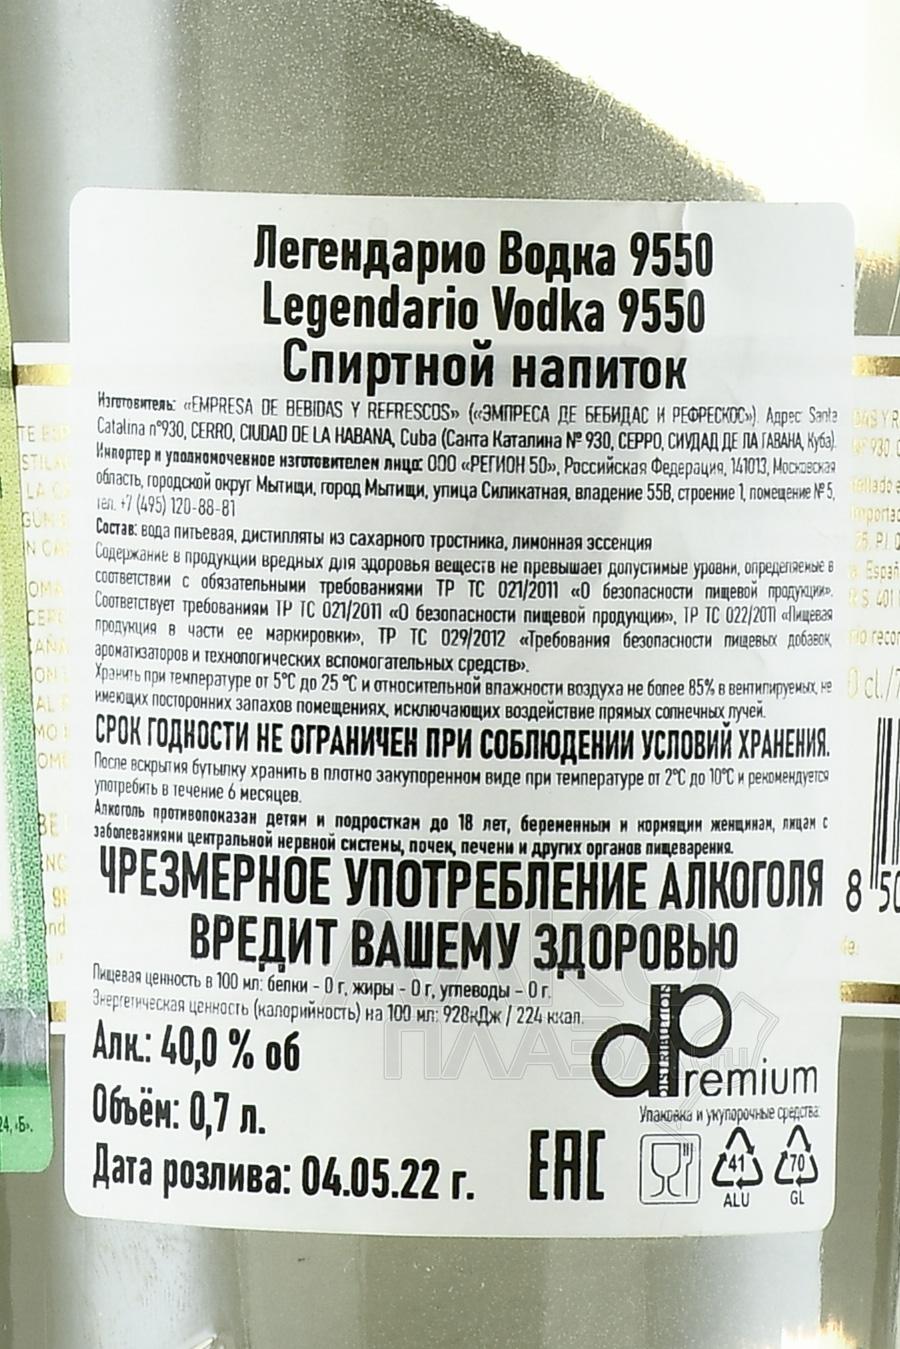 Легендарио Водка 9550
Legendario Vodka 9550
Спиртной напиток
Изготовитель: «EMPRESA DE BEBIDAS Y REFRESCOS» («ЭМПРЕСА ДЕ БЕБИДАС И РЕФРЕСКОС»). Адрес: Santa
Catalina n°930, CERRO, CIUDAD DE LA HABANA, Cuba (Санта Каталина № 930, СЕРРО, СИУДАД ДЕ ЛА ГАВАНА, Куба).
Импортер и уполномоченное изготовителем лицо: ООО «РЕГИОН 50», Российская Федерация, 141013, Московская
область, городской округ Мытищи, город Мытищи, улица Силикатная, владение 55В, строение 1, помещение № 5,
тел. +7 (495) 120-88-81
Состав: вода питьевая, дистилляты из сахарного тростника, лимонная эссенция
Содержание в продукции вредных для здоровья веществ не превышает допустимые уровни, определяемые в
соответствии с обязательными требованиями ТР ТС 021/2011 «О безопасности пищевой продукции».
Соответствует требованиям ТР ТС 021/2011 «О безопасности пищевой продукции», ТР ТС 022/2011 «Пищевая
продукция в части ее маркировки», ТР ТС 029/2012 «Требования безопасности пищевых добавок,
ароматизаторов и технологических вспомогательных средств».
Хранить при температуре от 5°С до 25 °С и относительной влажности воздуха не более 85% в вентилируемых, не
имеющих посторонних запахов помещениях, исключающих воздействие прямых солнечных лучей.
СРОК ГОДНОСТИ НЕ ОГРАНИЧЕН ПРИ СОБЛЮДЕНИИ УСЛОВИЙ ХРАНЕНИЯ.
После вскрытия бутылку хранить в плотно закупоренном виде при температуре от 2°С до 10°С и рекомендуется
употребить в течение 6 месяцев.
Алкоголь противопоказан детям и подросткам до 18 лет, беременным и кормящим женщинам, лицам с
заболеваниями центральной нервной системы, почек, печени и других органов пищеварения.
ЧРЕЗМЕРНОЕ УПОТРЕБЛЕНИЕ АЛКОГОЛЯ
ВРЕДИТ ВАШЕМУ ЗДОРОВЬЮ
Пищевая ценность в 100 мл: белки - 0 г, жиры - 0 г, углеводы - 0 г.
Энергетическая ценность (калорийность) на 100 мл: 928кДж / 224 ккал.
Алк.: 40,0 % об
Объём: 0,7 л.
Дата розлива: 04.05.22 г.
DISTRIBUTION
dpremium
Упаковка и укупорочные средства:
EAC
41
ALU
70
GL